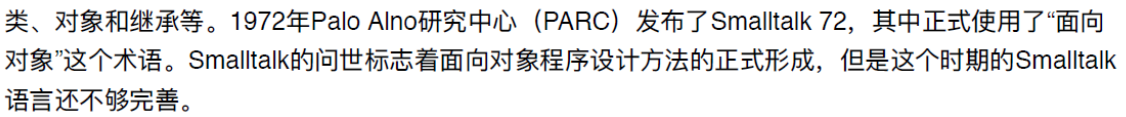 类、对象和继承等。1972年Palo Alno研究中心（PARC）发布了Smalltalk 72，其中正式使用了“面向
对象”这个术语。Smalltalk的问世标志着面向对象程序设计方法的正式形成，但是这个时期的Smalltalk
语言还不够完善。